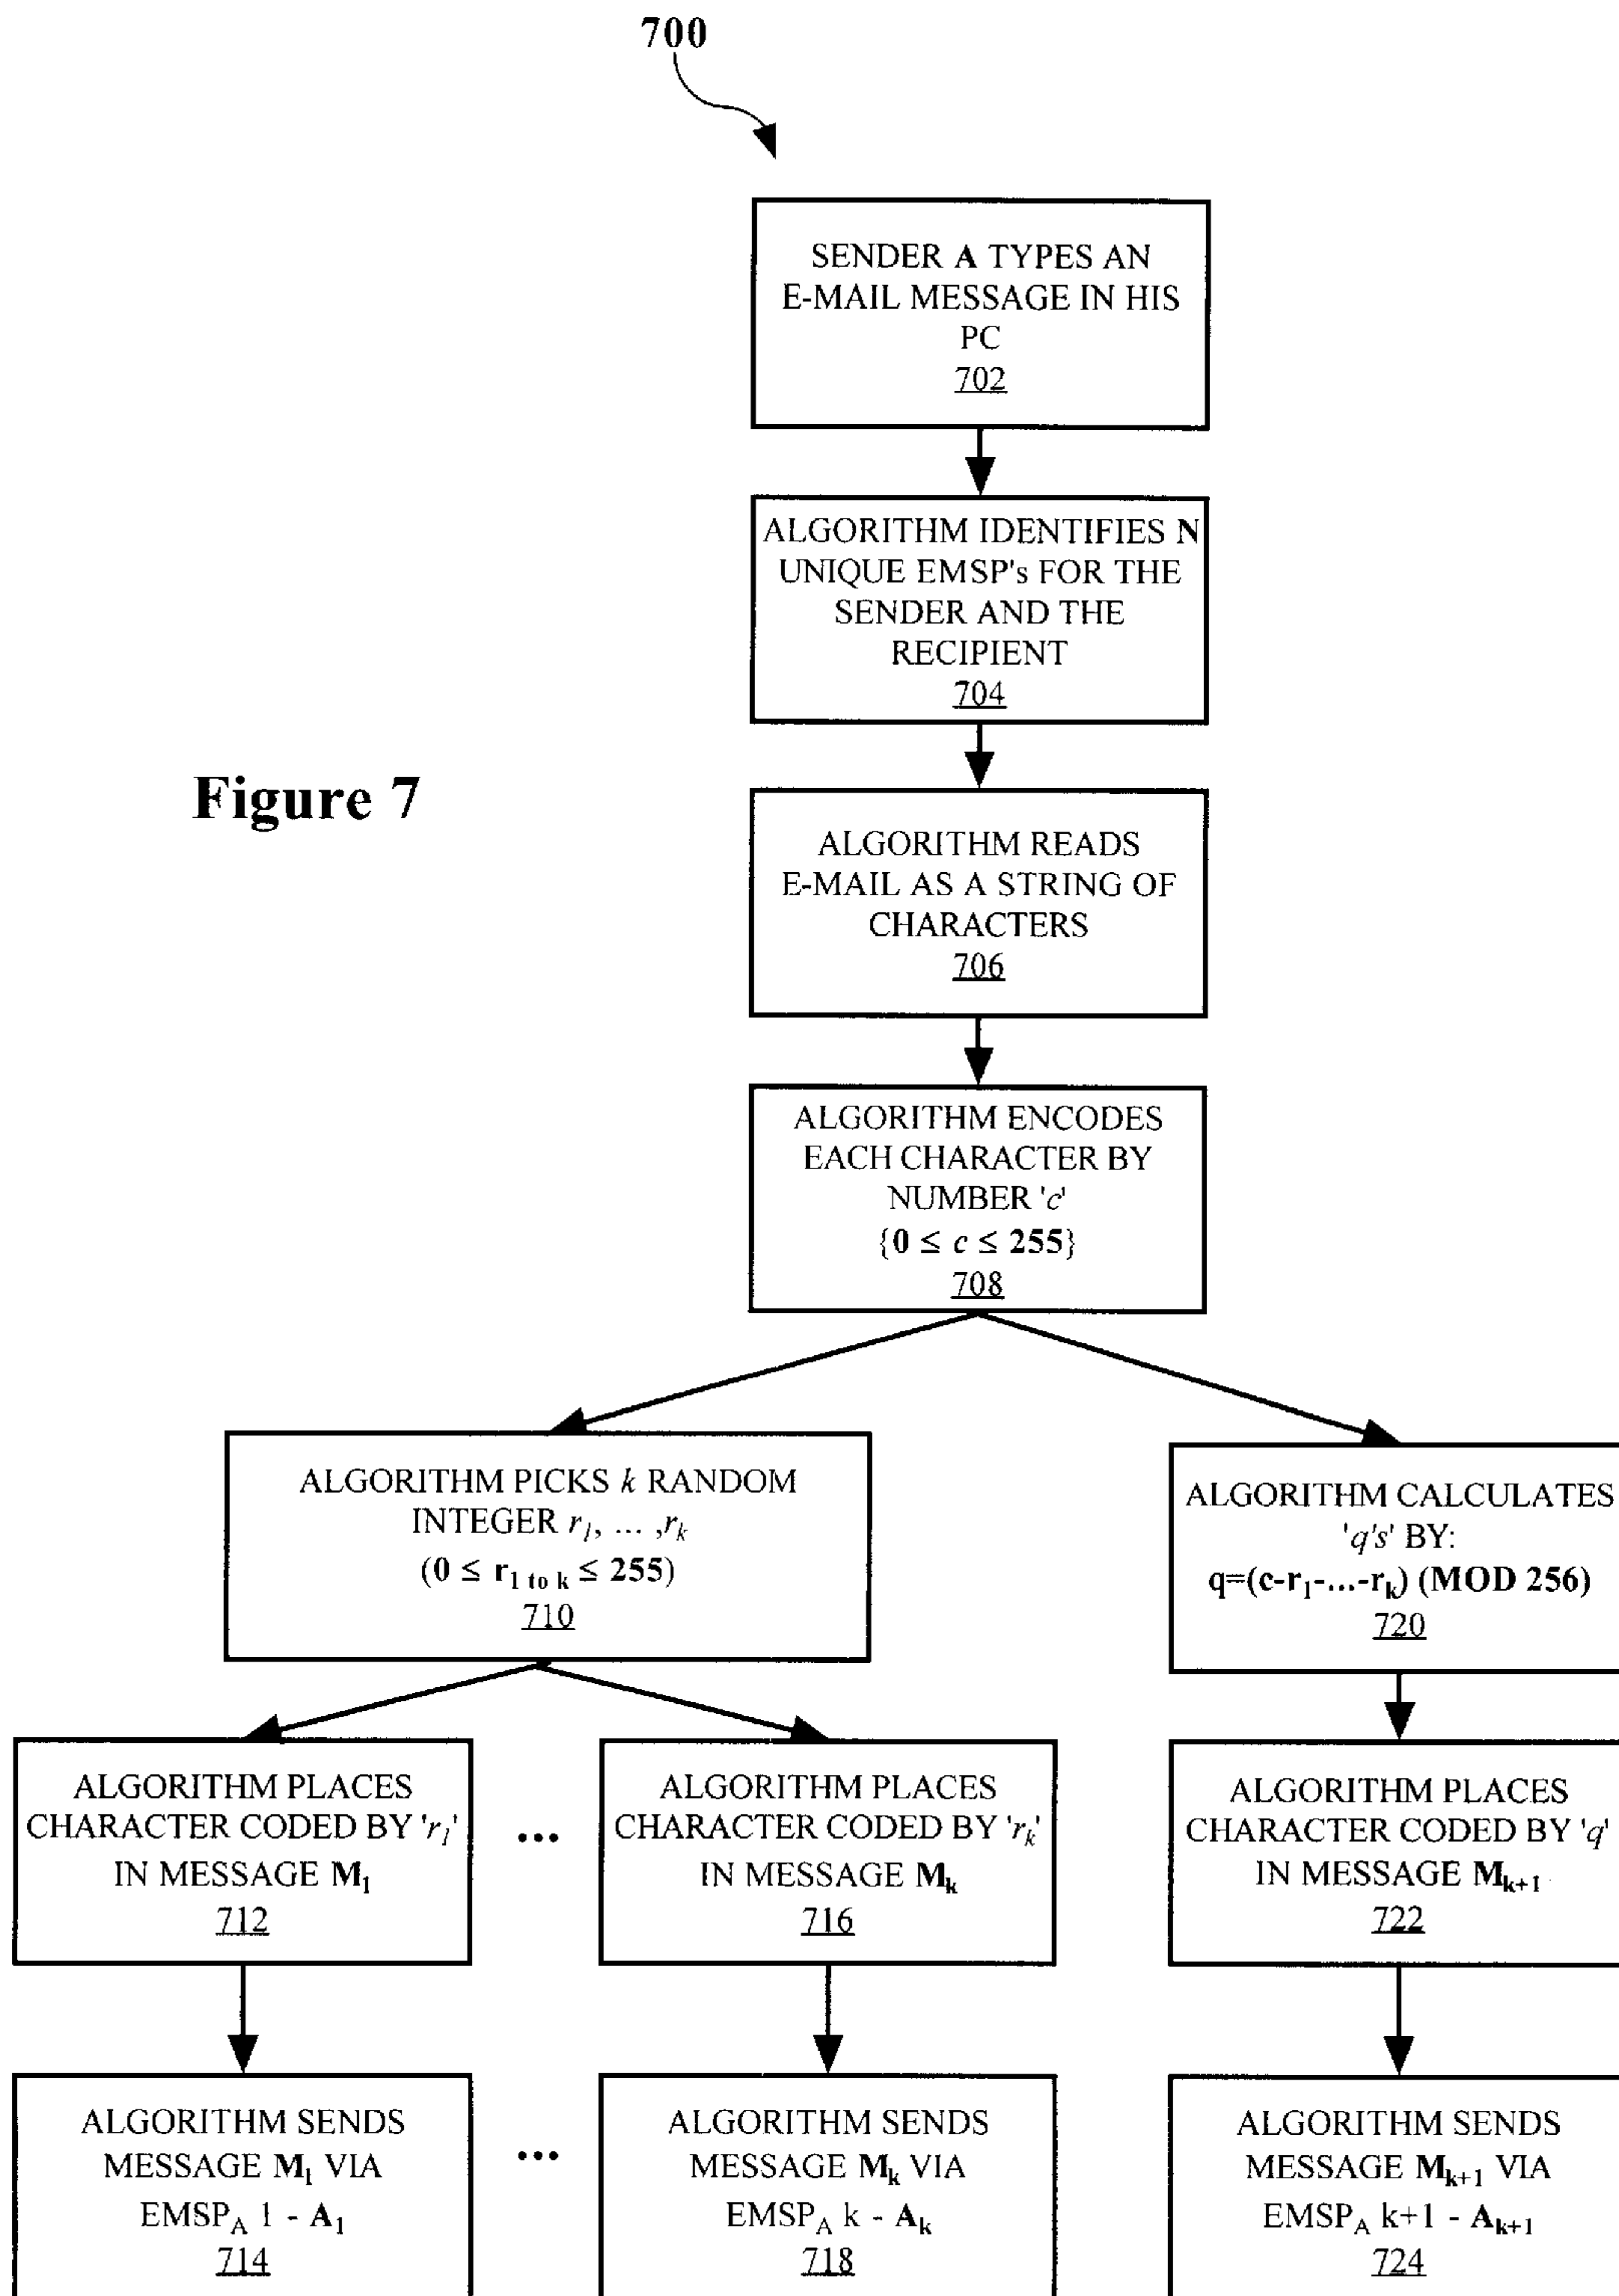 700
SENDER A TYPES AN
E-MAIL MESSAGE IN HIS
PC
702
ALGORITHM IDENTIFIES N
UNIQUE EMSP's FOR THE
SENDER AND THE
RECIPIENT
704
Figure 7
ALGORITHM READS
E-MAIL AS A STRING OF
CHARACTERS
706
ALGORITHM ENCODES
EACH CHARACTER BY
NUMBER 'c'
{0 ≤ c ≤ 255}
708
ALGORITHM PICKS k RANDOM
INTEGER r₁, ... ,rₖ
(0 ≤ r₁ ₜₒ ₖ ≤ 255)
710
ALGORITHM CALCULATES
'q's' BY:
q=(c-r₁-...-rₖ) (MOD 256)
720
ALGORITHM PLACES
CHARACTER CODED BY 'r₁'
IN MESSAGE M₁
712
...
ALGORITHM PLACES
CHARACTER CODED BY 'rₖ'
IN MESSAGE Mₖ
716
ALGORITHM PLACES
CHARACTER CODED BY 'q'
IN MESSAGE Mₖ₊₁
722
ALGORITHM SENDS
MESSAGE M₁ VIA
EMSP_A 1 - A₁
714
...
ALGORITHM SENDS
MESSAGE Mₖ VIA
EMSP_A k - Aₖ
718
ALGORITHM SENDS
MESSAGE Mₖ₊₁ VIA
EMSP_A k+1 - Aₖ₊₁
724